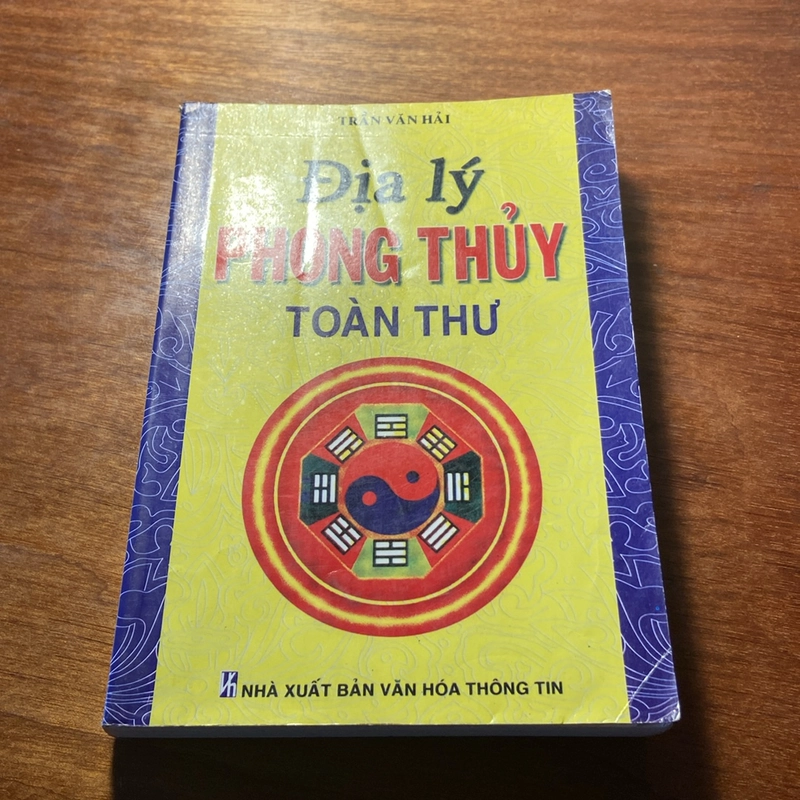 TRẦN VĂN HẢI
Địa lý
PHONG THỦY
TOÀN THƯ
NHÀ XUẤT BẢN VĂN HÓA THÔNG TIN